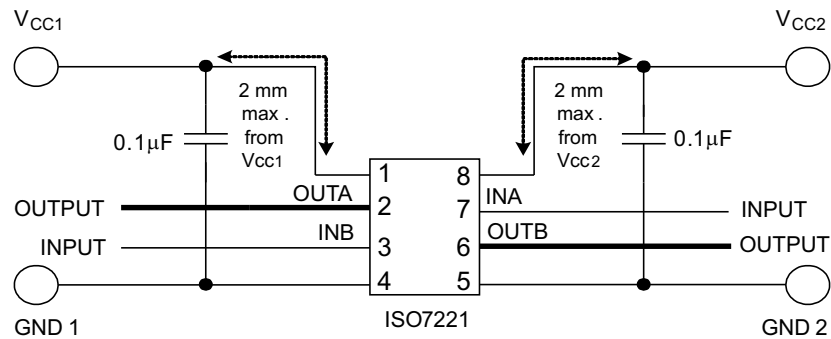 VCC1
VCC2
2 mm
max .
from
Vcc1
2 mm
max .
from
Vcc2
0.1µF
0.1µF
1
8
OUTA
INA
OUTPUT
2
7
INPUT
INB
OUTB
INPUT
3
6
OUTPUT
4
5
GND 1
ISO7221
GND 2